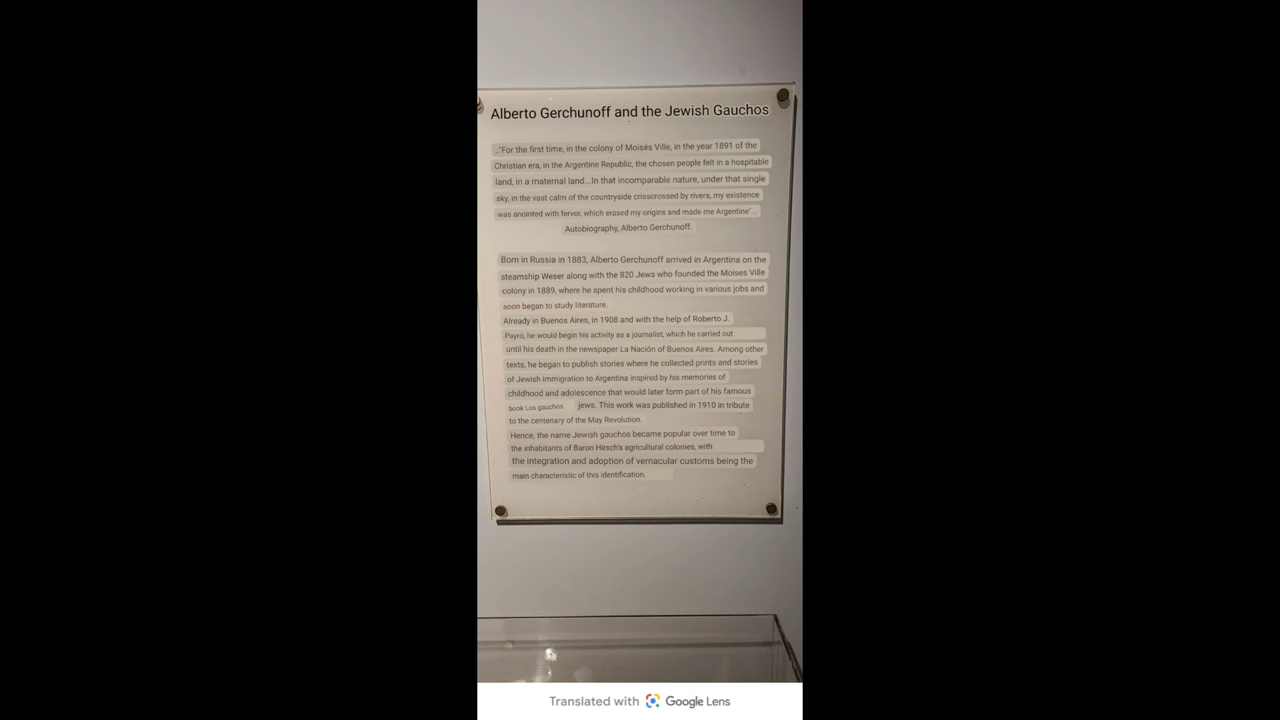 Alberto Gerchunoff and the Jewish Gauchos
.."For the first time, in the colony of Moisés Ville, in the year 1891 of the
Christian era, in the Argentine Republic, the chosen people felt in a hospitable
land, in a maternal land...In that incomparable nature, under that single
sky, in the vast calm of the countryside crisscrossed by rivers, my existence
was anointed with fervor, which erased my origins and made me Argentine"...
Autobiography, Alberto Gerchunoff.
Born in Russia in 1883, Alberto Gerchunoff arrived in Argentina on the
steamship Weser along with the 820 Jews who founded the Moises Ville
colony in 1889, where he spent his childhood working in various jobs and
soon began to study literature.
Already in Buenos Aires, in 1908 and with the help of Roberto J.
Payró, he would begin his activity as a journalist, which he carried out
until his death in the newspaper La Nación of Buenos Aires. Among other
texts, he began to publish stories where he collected prints and stories
of Jewish immigration to Argentina inspired by his memories of
childhood and adolescence that would later form part of his famous
book Los gauchos jews. This work was published in 1910 in tribute
to the centenary of the May Revolution.
Hence, the name Jewish gauchos became popular over time to
the inhabitants of Baron Hirsch's agricultural colonies, with
the integration and adoption of vernacular customs being the
main characteristic of this identification.
Translated with Google Lens